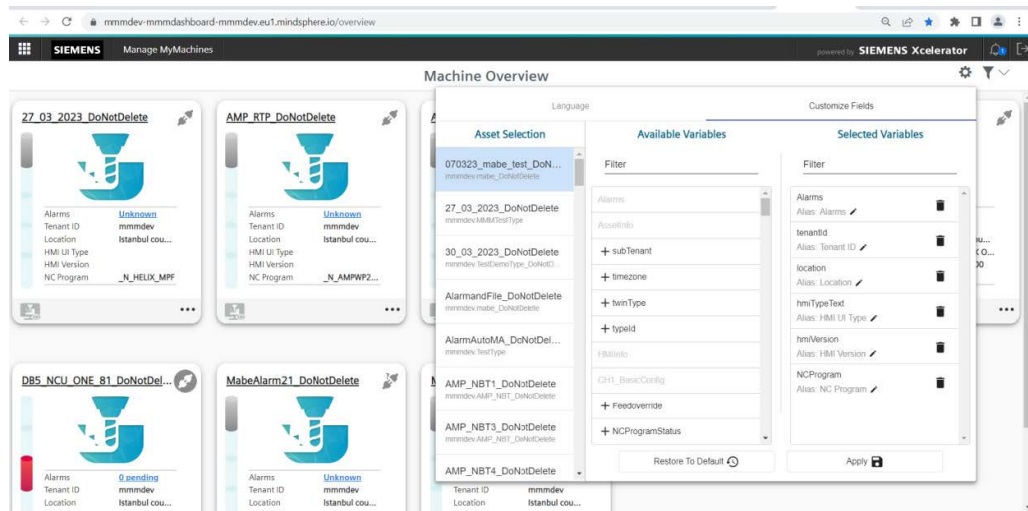 mmmdev-mmmdashboard-mmmdev.eu1.mindsphere.io/overview
SIEMENS Manage MyMachines
powered by SIEMENS Xcelerator
Machine Overview
27_03_2023_DoNotDelete
Alarms Unknown
Tenant ID mmmdev
Location Istanbul cou...
HMI UI Type
HMI Version
NC Program _N_HELIX_MPF
AMP_RTP_DoNotDelete
Alarms Unknown
Tenant ID mmmdev
Location Istanbul cou...
HMI UI Type
HMI Version
NC Program _N_AMPWP2...
Language
Customize Fields
Asset Selection
070323_mabe_test_DoN...
mmmdev.mabe_DoNotDelete
27_03_2023_DoNotDelete
mmmdev.MMMTestType
30_03_2023_DoNotDelete
mmmdev.TestDemoType_DoNotD...
AlarmandFile_DoNotDelete
mmmdev.mabe_DoNotDelete
AlarmAutoMA_DoNotDel...
mmmdev.TestType
AMP_NBT1_DoNotDelete
mmmdev.AMP_NBT_DoNotDelete
AMP_NBT3_DoNotDelete
mmmdev.AMP_NBT_DoNotDelete
AMP_NBT4_DoNotDelete
Available Variables
Filter
Alarms
AssetInfo
+ subTenant
+ timezone
+ twinType
+ typeId
HMIInfo
CH1_BasicConfig
+ Feedoverride
+ NCProgramStatus
Restore To Default
Selected Variables
Filter
Alarms
Alias: Alarms
tenantId
Alias: Tenant ID
location
Alias: Location
hmiTypeText
Alias: HMI UI Type
hmiVersion
Alias: HMI Version
NCProgram
Alias: NC Program
Apply
DB5_NCU_ONE_81_DoNotDel...
Alarms 0 pending
Tenant ID mmmdev
Location Istanbul cou...
MabeAlarm21_DoNotDelete
Alarms Unknown
Tenant ID mmmdev
Location Istanbul cou...
Tenant ID mmmdev
Location Istanbul cou...